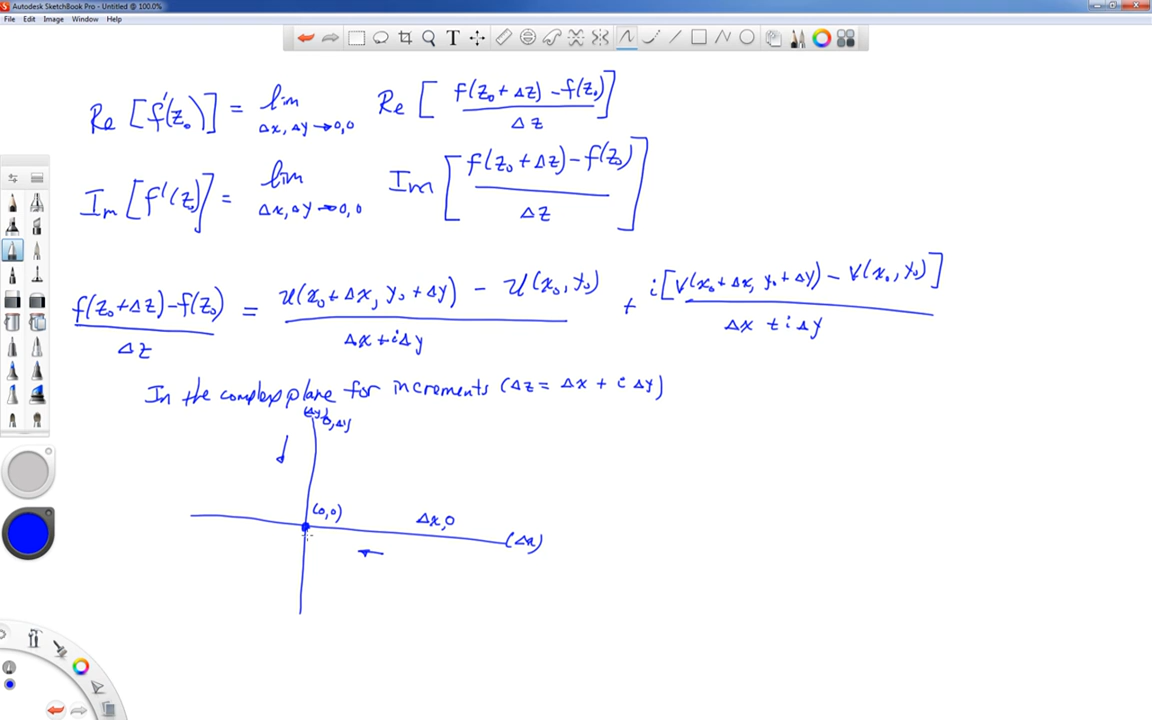 Autodesk SketchBook Pro - Untitled @ 100.0%
File Edit Image Window Help
T
Re [f'(z₀)] = lim Δx, Δy → 0,0 Re [ f(z₀ + Δz) - f(z₀) / Δz ]
Im [f'(z₀)] = lim Δx, Δy → 0, 0 Im [ f(z₀ + Δz) - f(z₀) / Δz ]
f(z₀+Δz) - f(z₀) / Δz = u(x₀ + Δx, y₀ + Δy) - u(x₀, y₀) / Δx + iΔy + i[v(x₀ + Δx, y₀ + Δy) - v(x₀, y₀)] / Δx + iΔy
In the complex plane for increments (Δz = Δx + i Δy)
(Δy) 0, Δy
(0,0) Δx, 0
(Δx)